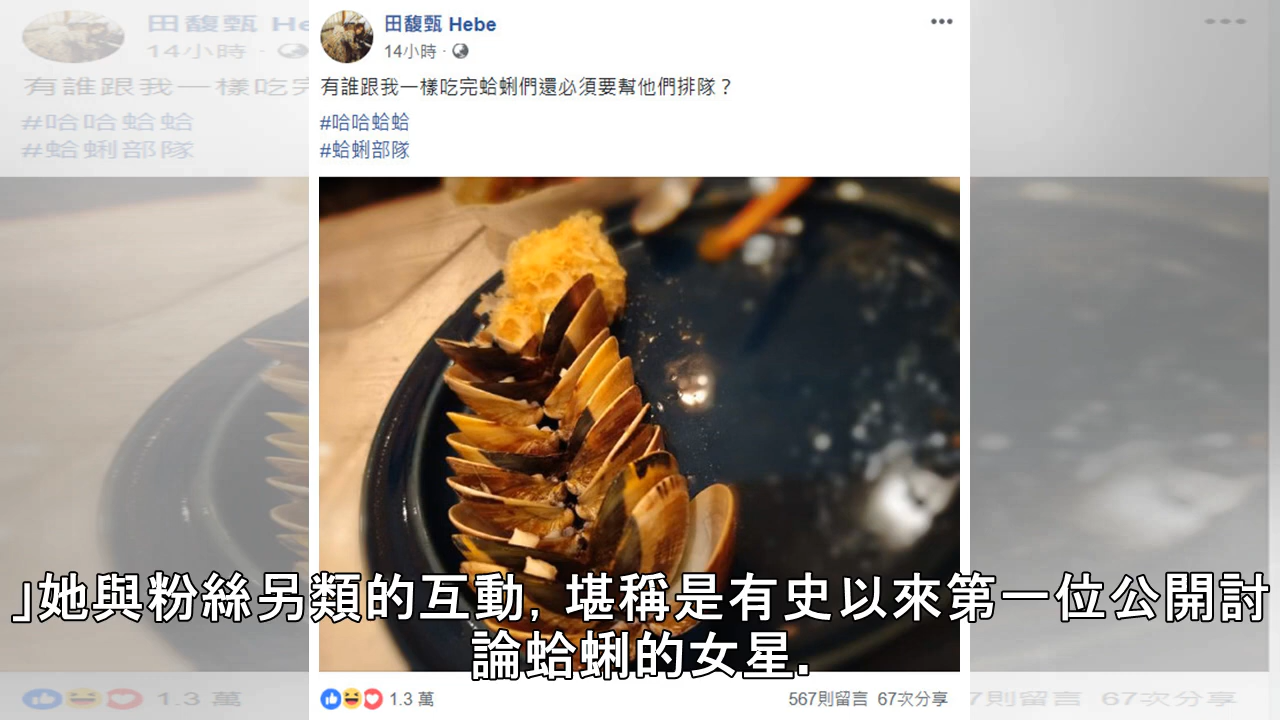 田馥甄 Hebe
14小時
有誰跟我一樣吃完蛤蜊們還必須要幫他們排隊？
#哈哈蛤蛤
#蛤蜊部隊
」她與粉絲另類的互動, 堪稱是有史以來第一位公開討
論蛤蜊的女星.
1.3 萬
567則留言 67次分享